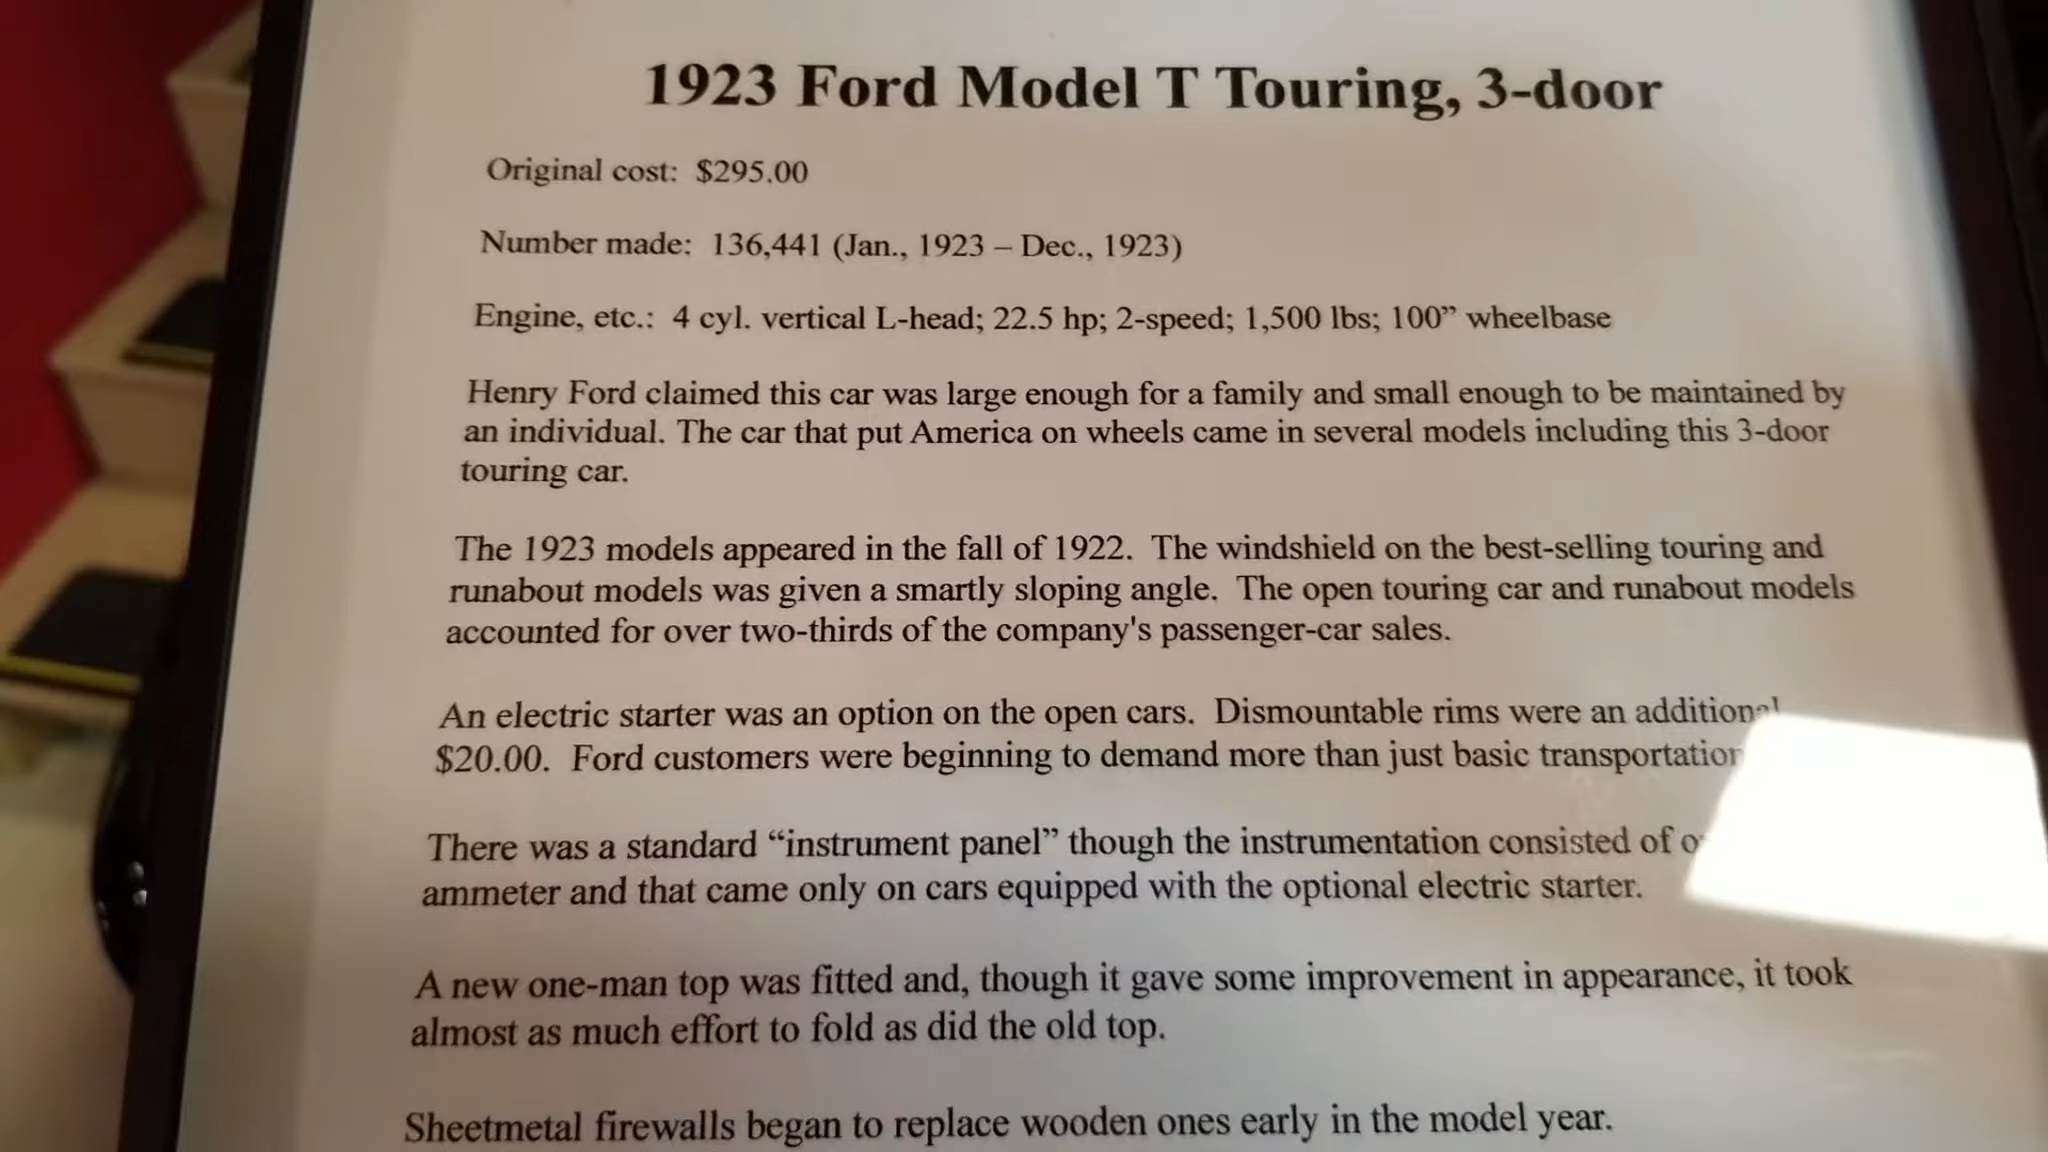 1923 Ford Model T Touring, 3-door
Original cost: $295.00
Number made: 136,441 (Jan., 1923 – Dec., 1923)
Engine, etc.: 4 cyl. vertical L-head; 22.5 hp; 2-speed; 1,500 lbs; 100” wheelbase
Henry Ford claimed this car was large enough for a family and small enough to be maintained by
an individual. The car that put America on wheels came in several models including this 3-door
touring car.
The 1923 models appeared in the fall of 1922. The windshield on the best-selling touring and
runabout models was given a smartly sloping angle. The open touring car and runabout models
accounted for over two-thirds of the company's passenger-car sales.
An electric starter was an option on the open cars. Dismountable rims were an additional
$20.00. Ford customers were beginning to demand more than just basic transportation
There was a standard “instrument panel” though the instrumentation consisted of
ammeter and that came only on cars equipped with the optional electric starter.
A new one-man top was fitted and, though it gave some improvement in appearance, it took
almost as much effort to fold as did the old top.
Sheetmetal firewalls began to replace wooden ones early in the model year.